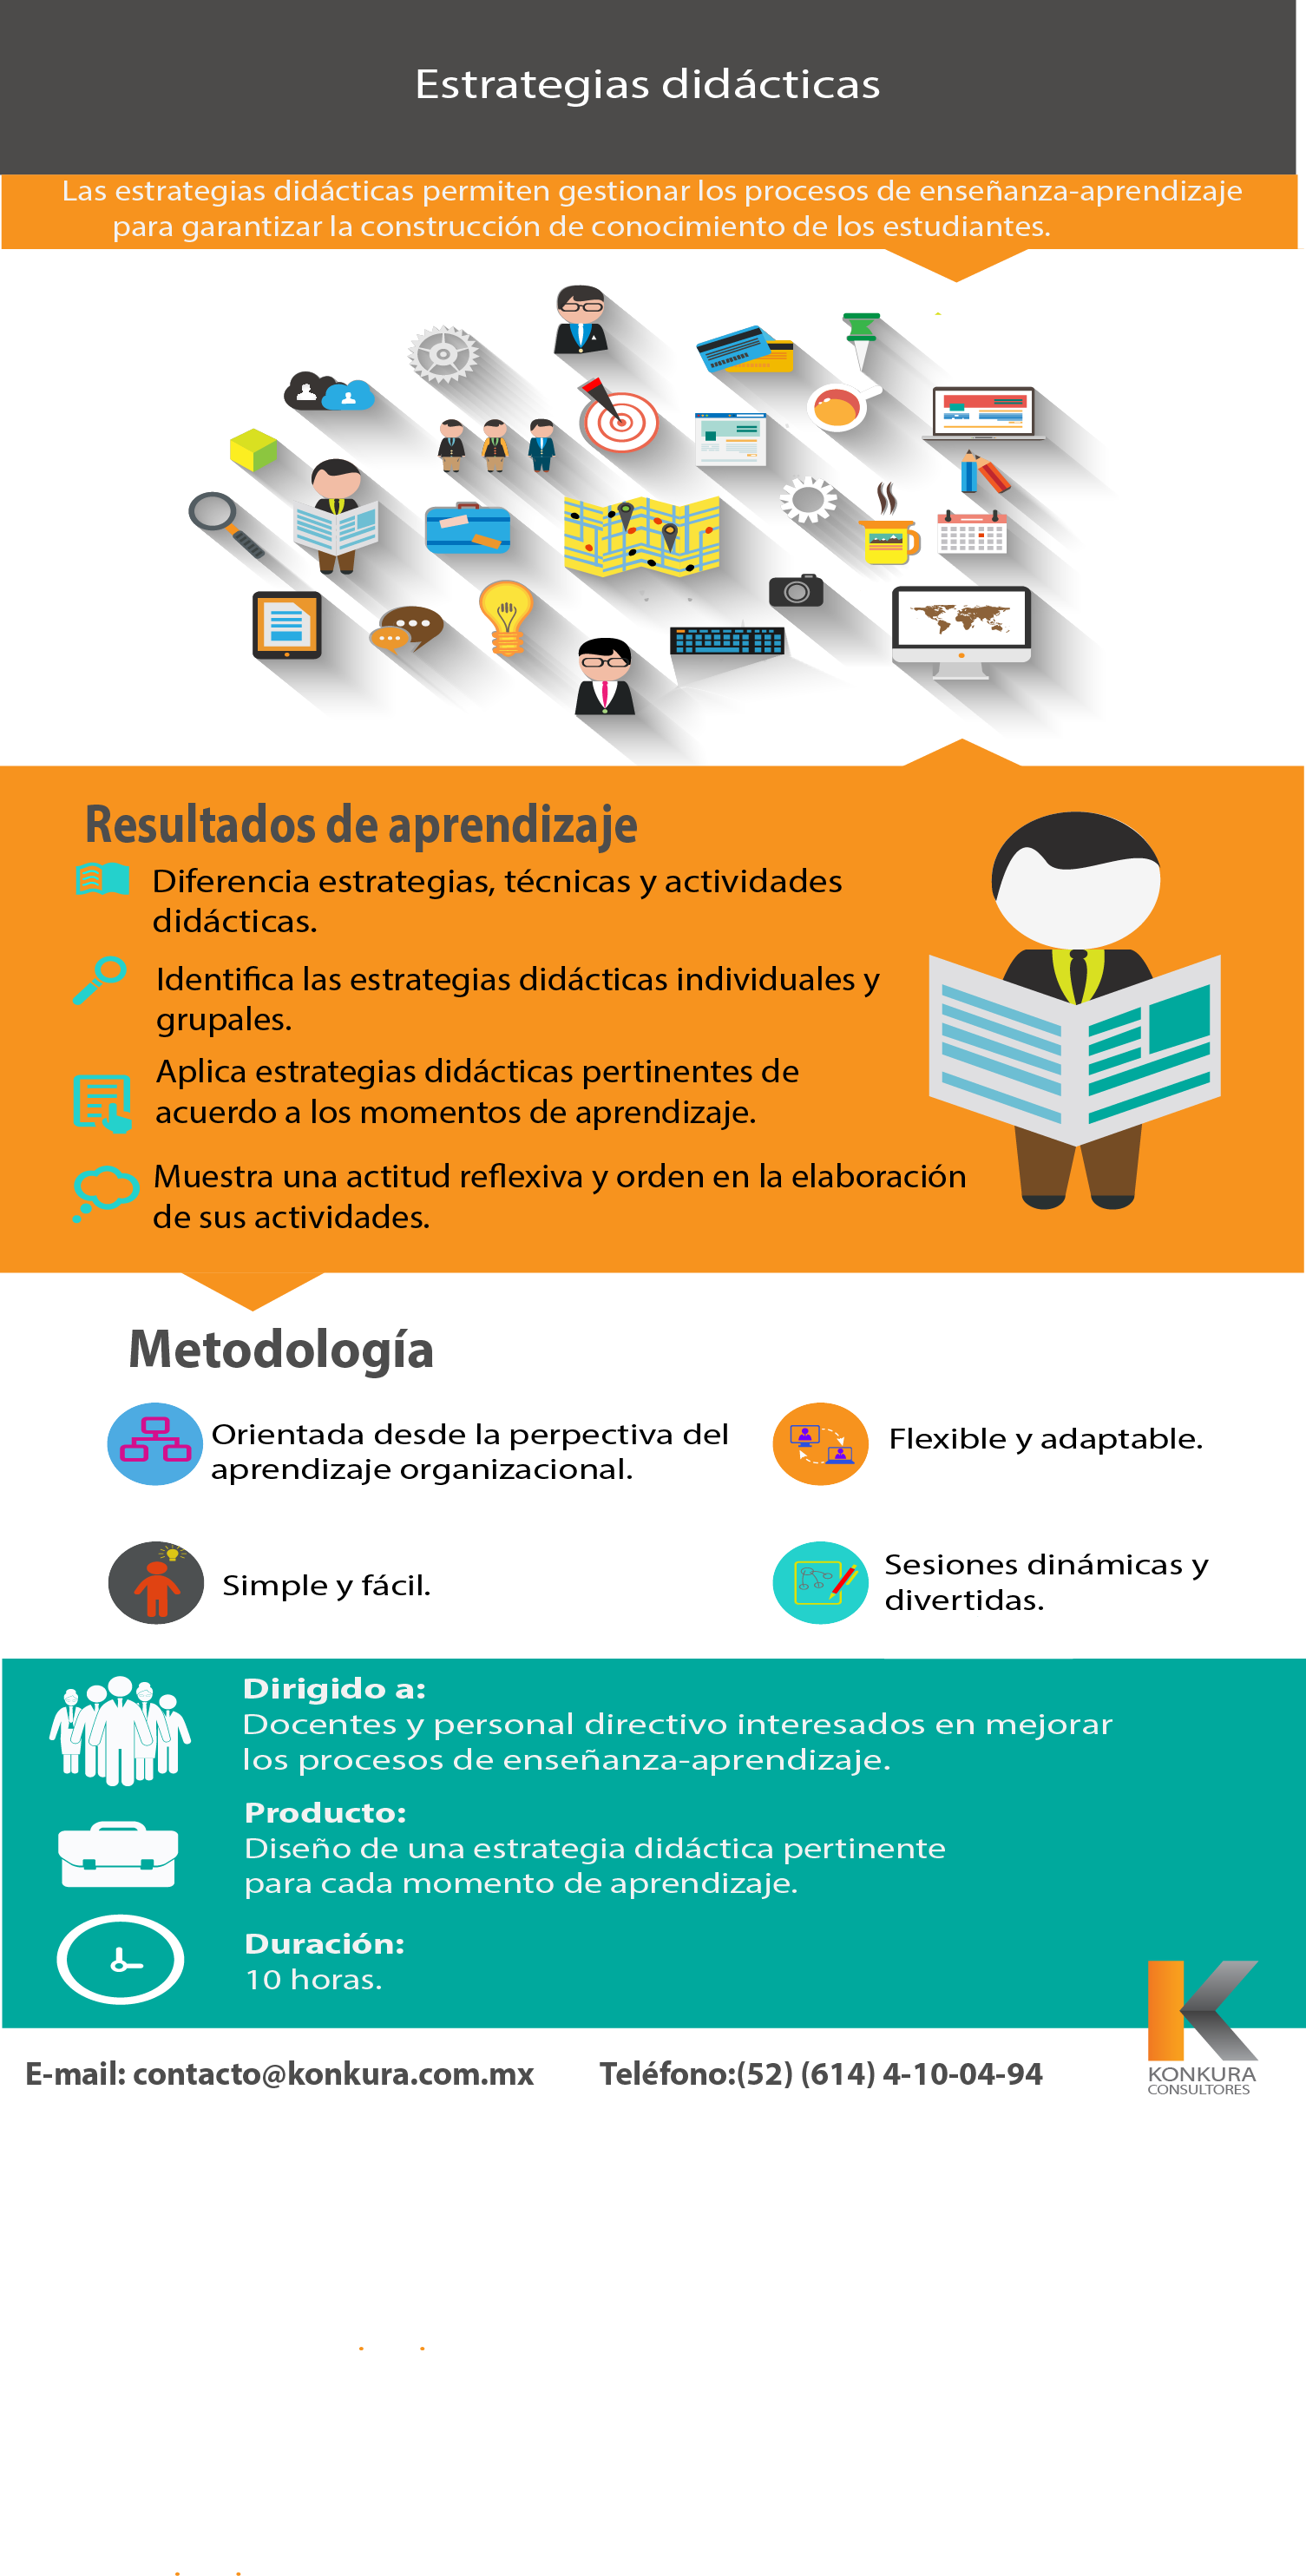 Estrategias didácticas
Las estrategias didácticas permiten gestionar los procesos de enseñanza-aprendizaje
para garantizar la construcción de conocimiento de los estudiantes.
Resultados de aprendizaje
Diferencia estrategias, técnicas y actividades
didácticas.
Identifica las estrategias didácticas individuales y
grupales.
Aplica estrategias didácticas pertinentes de
acuerdo a los momentos de aprendizaje.
Muestra una actitud reflexiva y orden en la elaboración
de sus actividades.
Metodología
Orientada desde la perpectiva del
aprendizaje organizacional.
Flexible y adaptable.
Simple y fácil.
Sesiones dinámicas y
divertidas.
Dirigido a:
Docentes y personal directivo interesados en mejorar
los procesos de enseñanza-aprendizaje.
Producto:
Diseño de una estrategia didáctica pertinente
para cada momento de aprendizaje.
Duración:
10 horas.
E-mail: contacto@konkura.com.mx Teléfono:(52) (614) 4-10-04-94
KONKURA
CONSULTORES